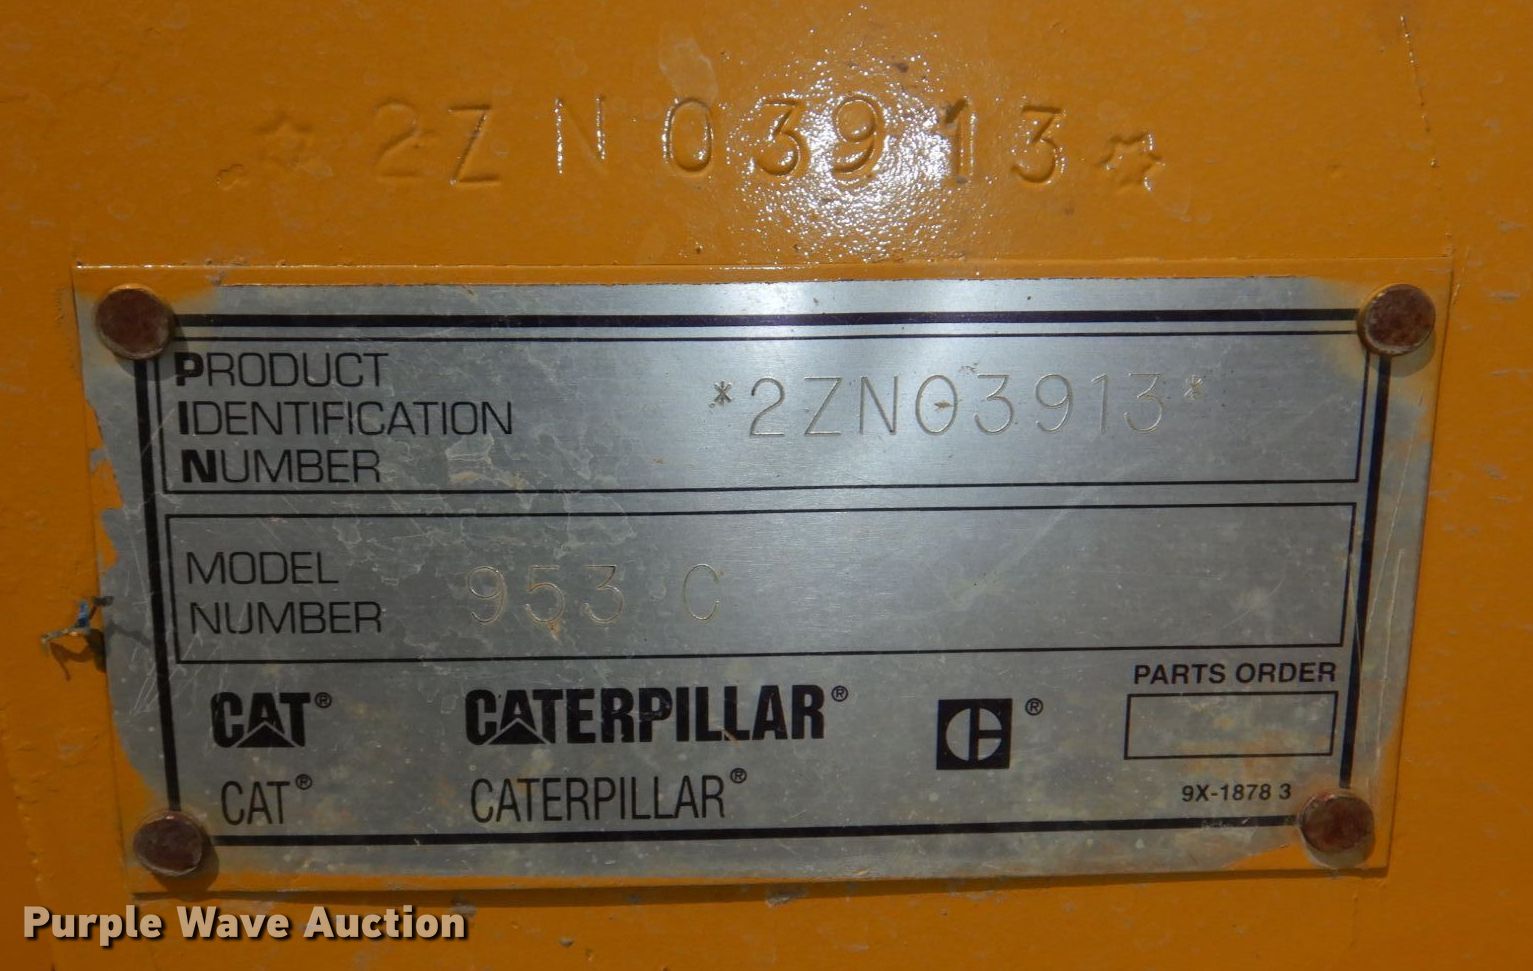 ☆2ZN03913☆
PRODUCT
IDENTIFICATION
NUMBER
*2ZN03913*
MODEL
NUMBER
953 C
CAT® CATERPILLAR® C® PARTS ORDER
CAT® CATERPILLAR®
9X-1878 3
Purple Wave Auction